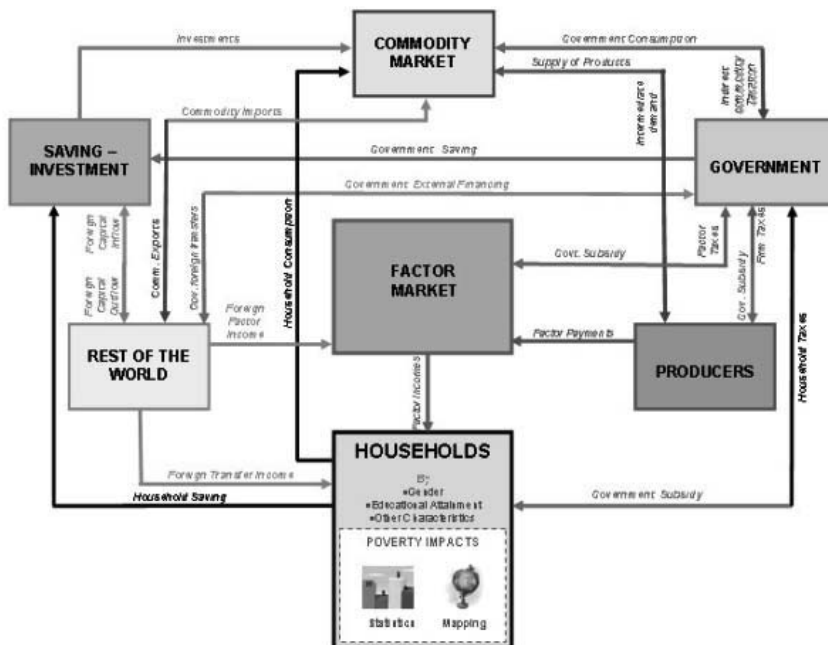 Investments
COMMODITY
MARKET
Government Consumption
Supply of Products
Commodity Imports
Intermediate
demand
Taxation
SAVING –
INVESTMENT
Government Saving
GOVERNMENT
Government External Financing
Foreign
Capital
Inflow
Foreign
Capital
Outflow
Comm. Exports
Gov. foreign transfers
Household Consumption
FACTOR
MARKET
Govt. Subsidy
Factor
Taxes
Gov. Subsidy
Firm Taxes
Household Taxes
Foreign
Factor
Income
REST OF THE
WORLD
Factor Payments
PRODUCERS
Factor Incomes
HOUSEHOLDS
By
•Gender
•Educational Attainment
•Other Characteristics
Foreign Transfer Income
Household Saving
Government Subsidy
POVERTY IMPACTS
Statistics
Mapping